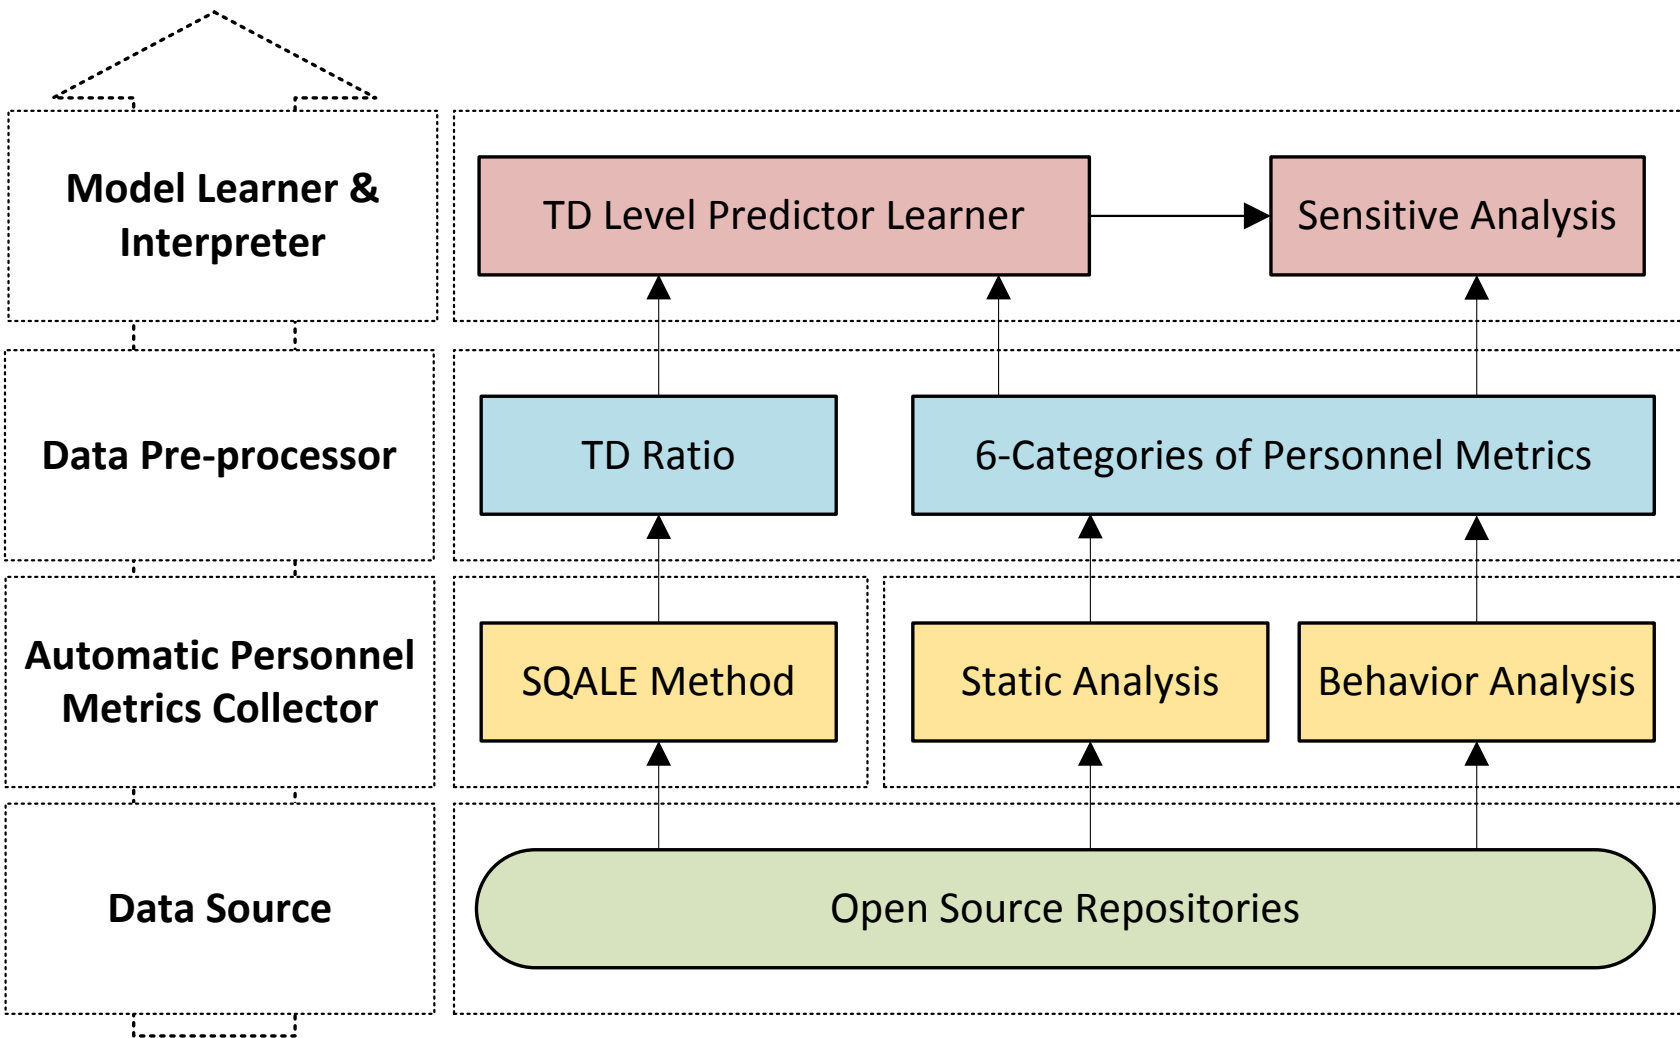 Model Learner &
Interpreter
TD Level Predictor Learner
Sensitive Analysis
Data Pre-processor
TD Ratio
6-Categories of Personnel Metrics
Automatic Personnel
Metrics Collector
SQALE Method
Static Analysis
Behavior Analysis
Data Source
Open Source Repositories